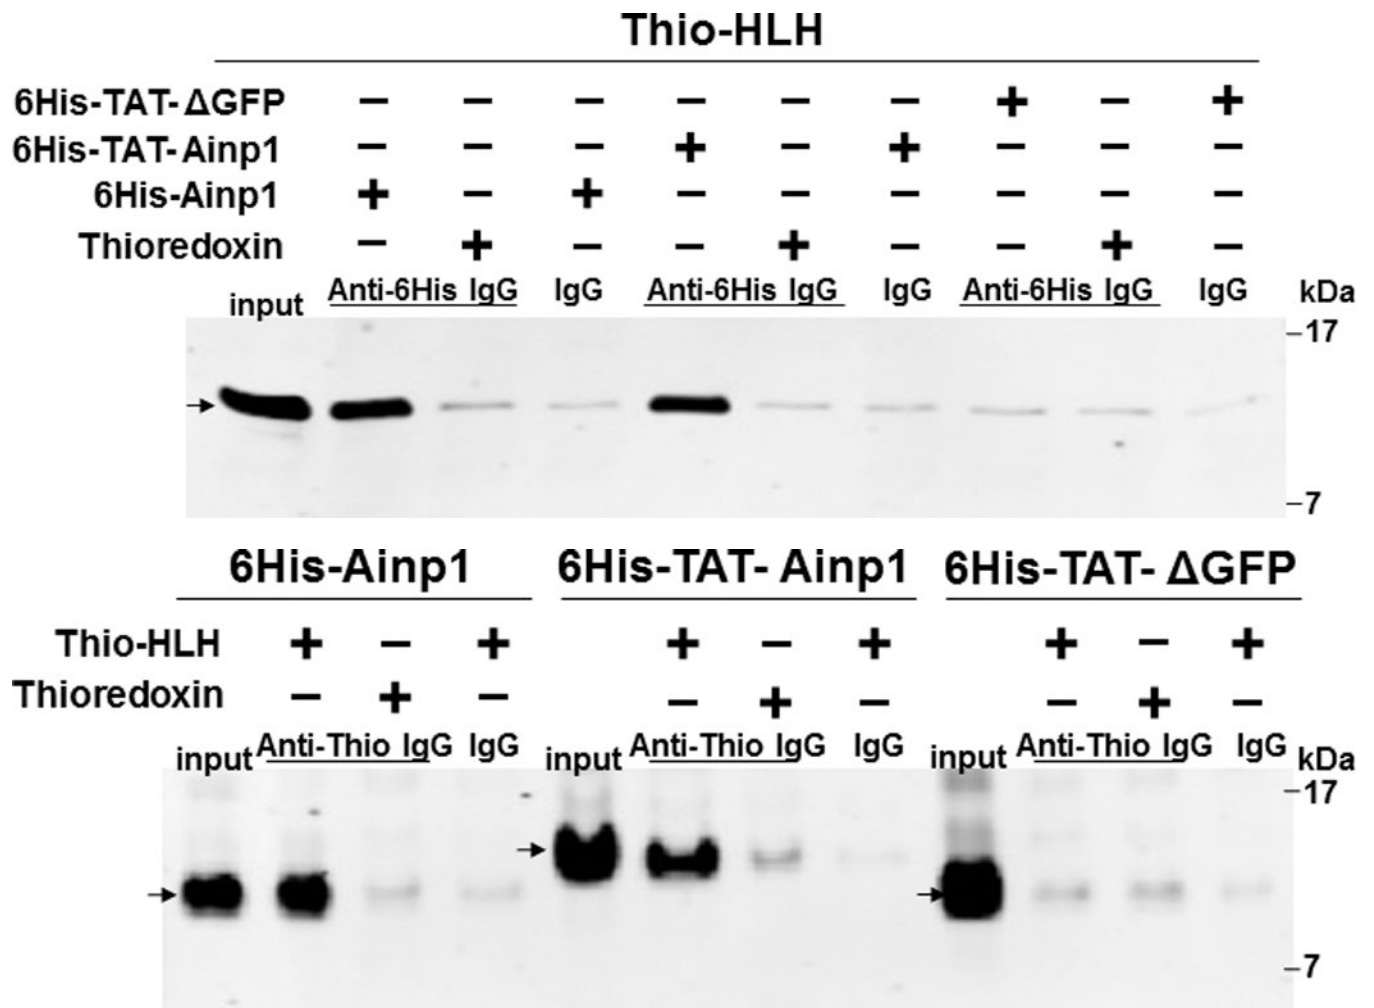 Thio-HLH
6His-TAT-ΔGFP − − − − − − + − +
6His-TAT-Ainp1 − − − + − + − − −
6His-Ainp1 + − + − − − − − −
Thioredoxin − + − − + − − + −
input Anti-6His IgG IgG Anti-6His IgG IgG Anti-6His IgG IgG kDa
−17
−7
6His-Ainp1 6His-TAT- Ainp1 6His-TAT- ΔGFP
Thio-HLH + − + + − + + − +
Thioredoxin − + − − + − − + −
input Anti-Thio IgG IgG input Anti-Thio IgG IgG input Anti-Thio IgG IgG kDa
−17
−7